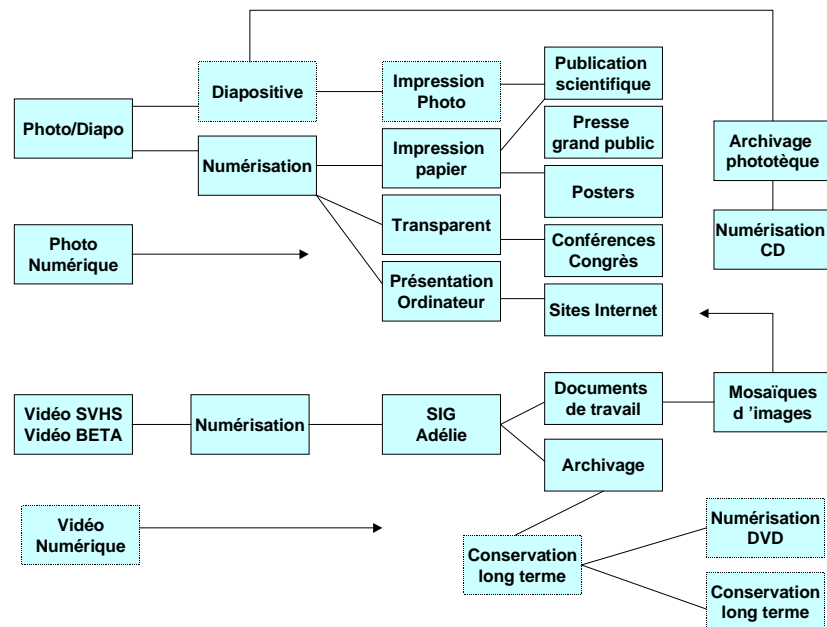 Diapositive
Impression
Photo
Publication
scientifique
Photo/Diapo
Presse
grand public
Archivage
phototèque
Numérisation
Impression
papier
Posters
Transparent
Photo
Numérique
Conférences
Congrès
Numérisation
CD
Présentation
Ordinateur
Sites Internet
Vidéo SVHS
Vidéo BETA
Numérisation
SIG
Adélie
Documents
de travail
Mosaïques
d ’images
Archivage
Vidéo
Numérique
Conservation
long terme
Numérisation
DVD
Conservation
long terme